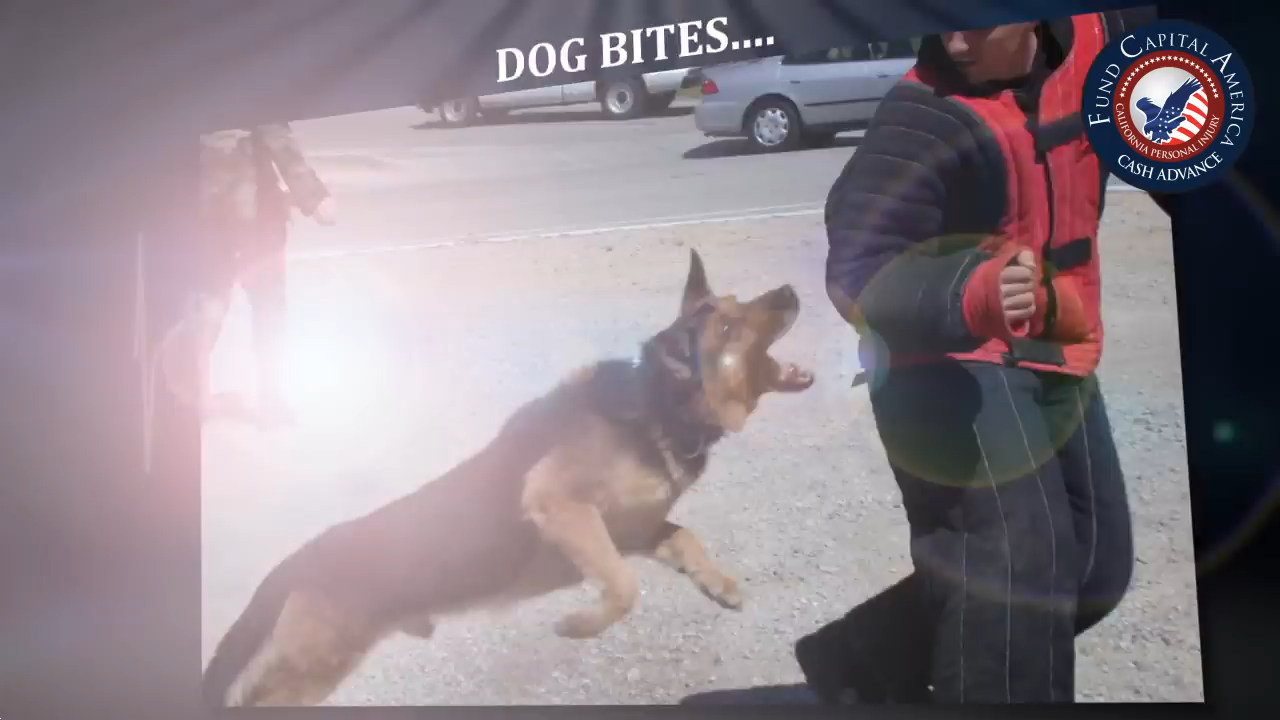 DOG BITES....
FUND CAPITAL AMERICA
CALIFORNIA PERSONAL INJURY
CASH ADVANCE